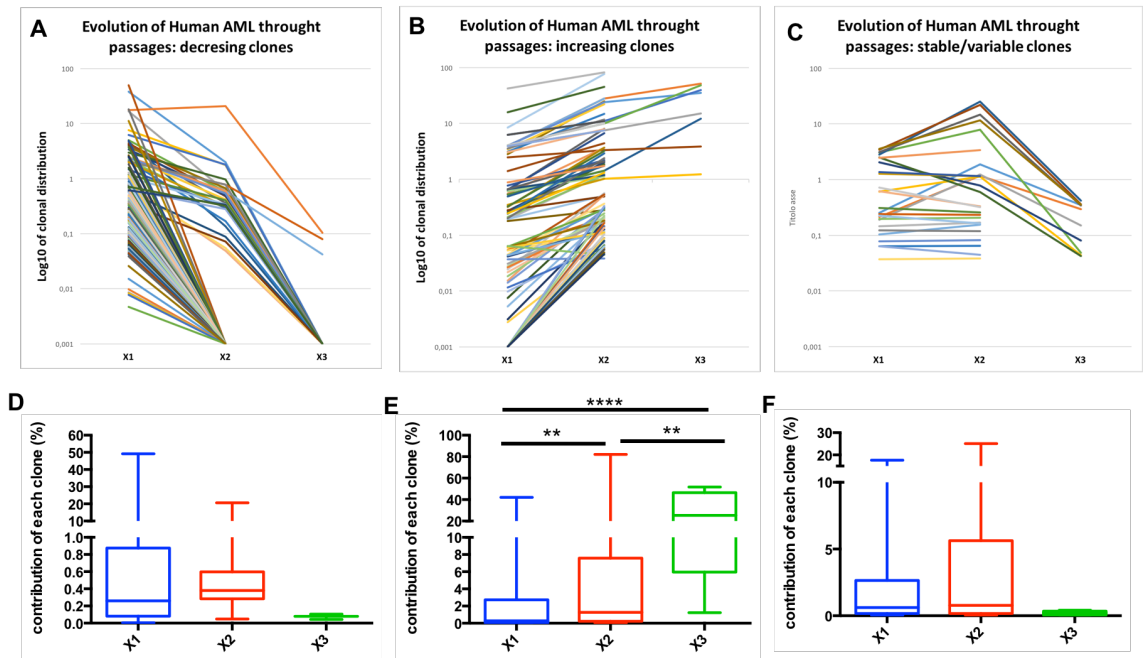 A
Evolution of Human AML throught
passages: decresing clones
Log10 of clonal distribution
100
10
1
0,1
0,01
0,001
X1 X2 X3
B
Evolution of Human AML throught
passages: increasing clones
Log10 of clonal distribution
100
10
1
0,1
0,01
0,001
X1 X2 X3
C
Evolution of Human AML throught
passages: stable/variable clones
Titolo asse
100
10
1
0,1
0,01
0,001
X1 X2 X3
D
contribution of each clone (%)
60
50
40
30
20
10
1.0
0.8
0.6
0.4
0.2
0.0
X1 X2 X3
E
contribution of each clone (%)
****
** **
100
80
60
40
20
10
8
6
4
2
0
X1 X2 X3
F
contribution of each clone (%)
30
20
10
5
0
X1 X2 X3